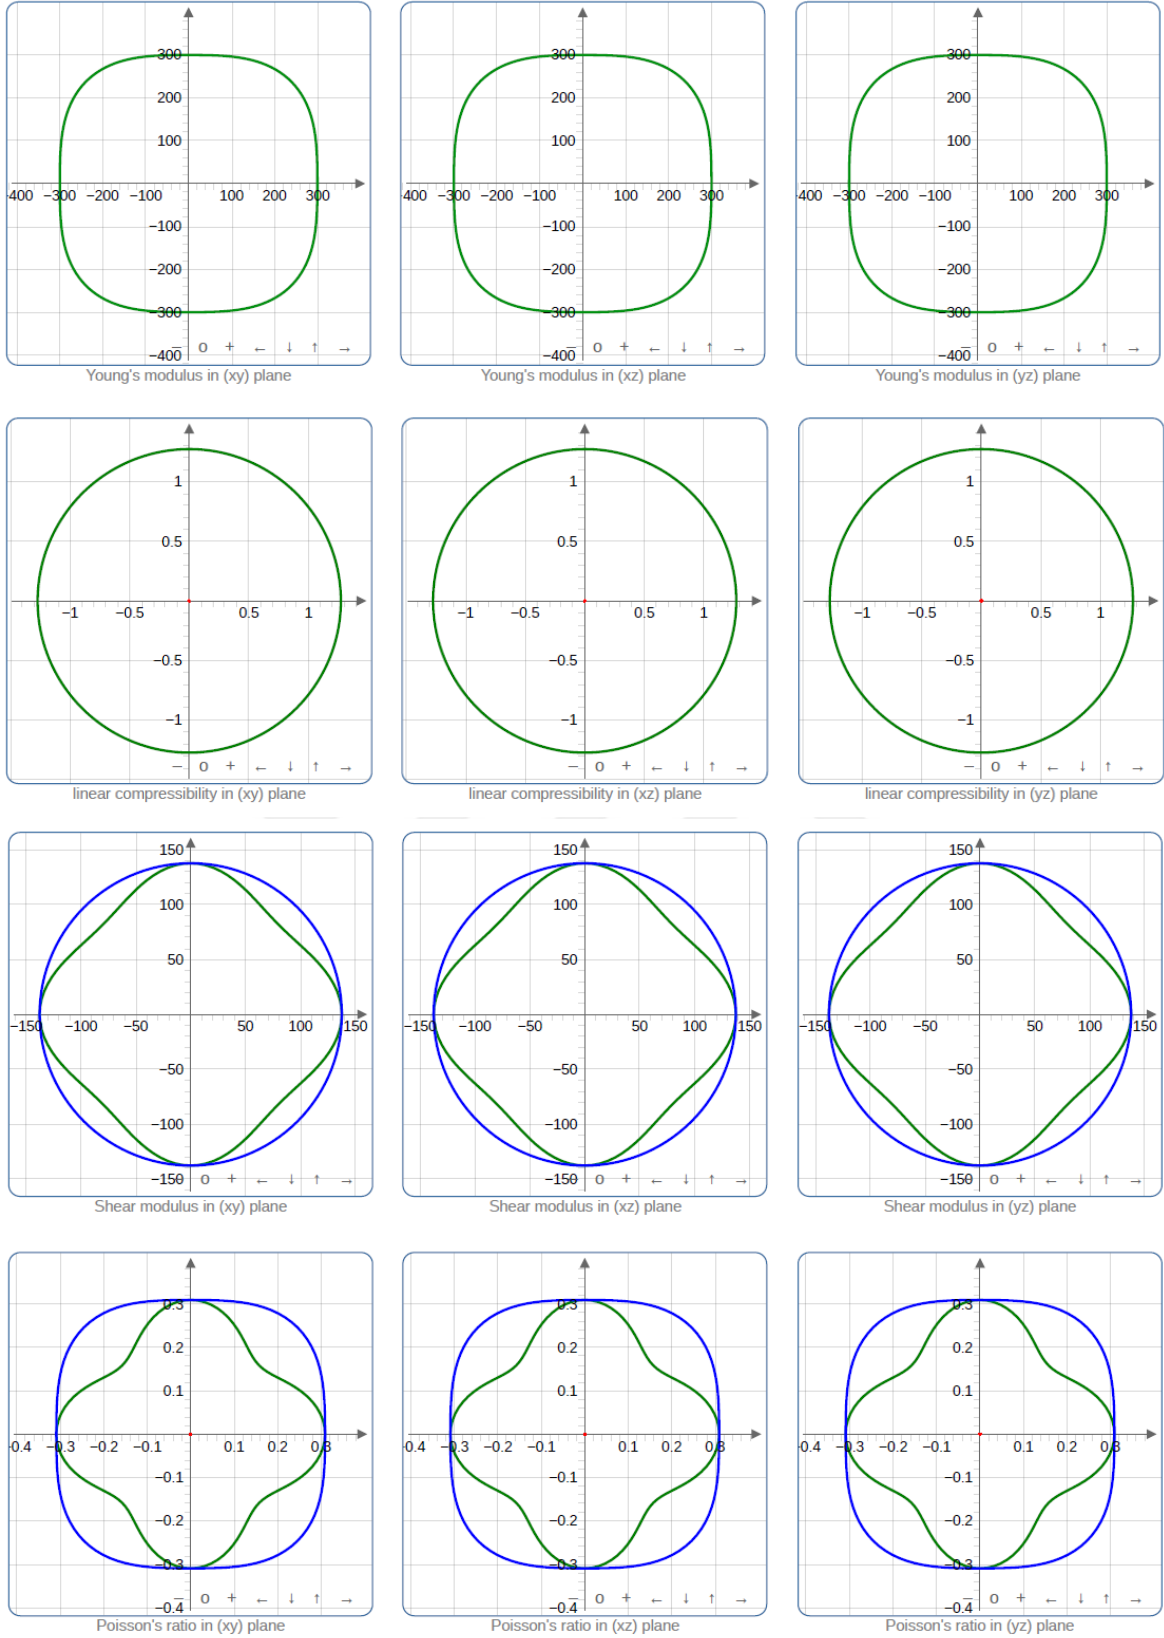 300 300 300
200 200 200
100 100 100
400 −300 −200 −100 100 200 300 400 −300 −200 −100 100 200 300 400 −300 −200 −100 100 200 300
−100 −100 −100
−200 −200 −200
−300 −300 −300
− o + ← ↓ ↑ → − o + ← ↓ ↑ → − o + ← ↓ ↑ →
−400 −400 −400
Young's modulus in (xy) plane Young's modulus in (xz) plane Young's modulus in (yz) plane
1 1 1
0.5 0.5 0.5
−1 −0.5 0.5 1 −1 −0.5 0.5 1 −1 −0.5 0.5 1
−0.5 −0.5 −0.5
−1 −1 −1
− o + ← ↓ ↑ → − o + ← ↓ ↑ → − o + ← ↓ ↑ →
linear compressibility in (xy) plane linear compressibility in (xz) plane linear compressibility in (yz) plane
150 150 150
100 100 100
50 50 50
−150 −100 −50 50 100 150 −150 −100 −50 50 100 150 −150 −100 −50 50 100 150
−50 −50 −50
−100 −100 −100
−150 o + ← ↓ ↑ → −150 o + ← ↓ ↑ → −150 o + ← ↓ ↑ →
Shear modulus in (xy) plane Shear modulus in (xz) plane Shear modulus in (yz) plane
0.3 0.3 0.3
0.2 0.2 0.2
0.1 0.1 0.1
0.4 −0.3 −0.2 −0.1 0.1 0.2 0.3 0.4 −0.3 −0.2 −0.1 0.1 0.2 0.3 0.4 −0.3 −0.2 −0.1 0.1 0.2 0.3
−0.1 −0.1 −0.1
−0.2 −0.2 −0.2
−0.3 −0.3 −0.3
− o + ← ↓ ↑ → − o + ← ↓ ↑ → − o + ← ↓ ↑ →
−0.4 −0.4 −0.4
Poisson's ratio in (xy) plane Poisson's ratio in (xz) plane Poisson's ratio in (yz) plane